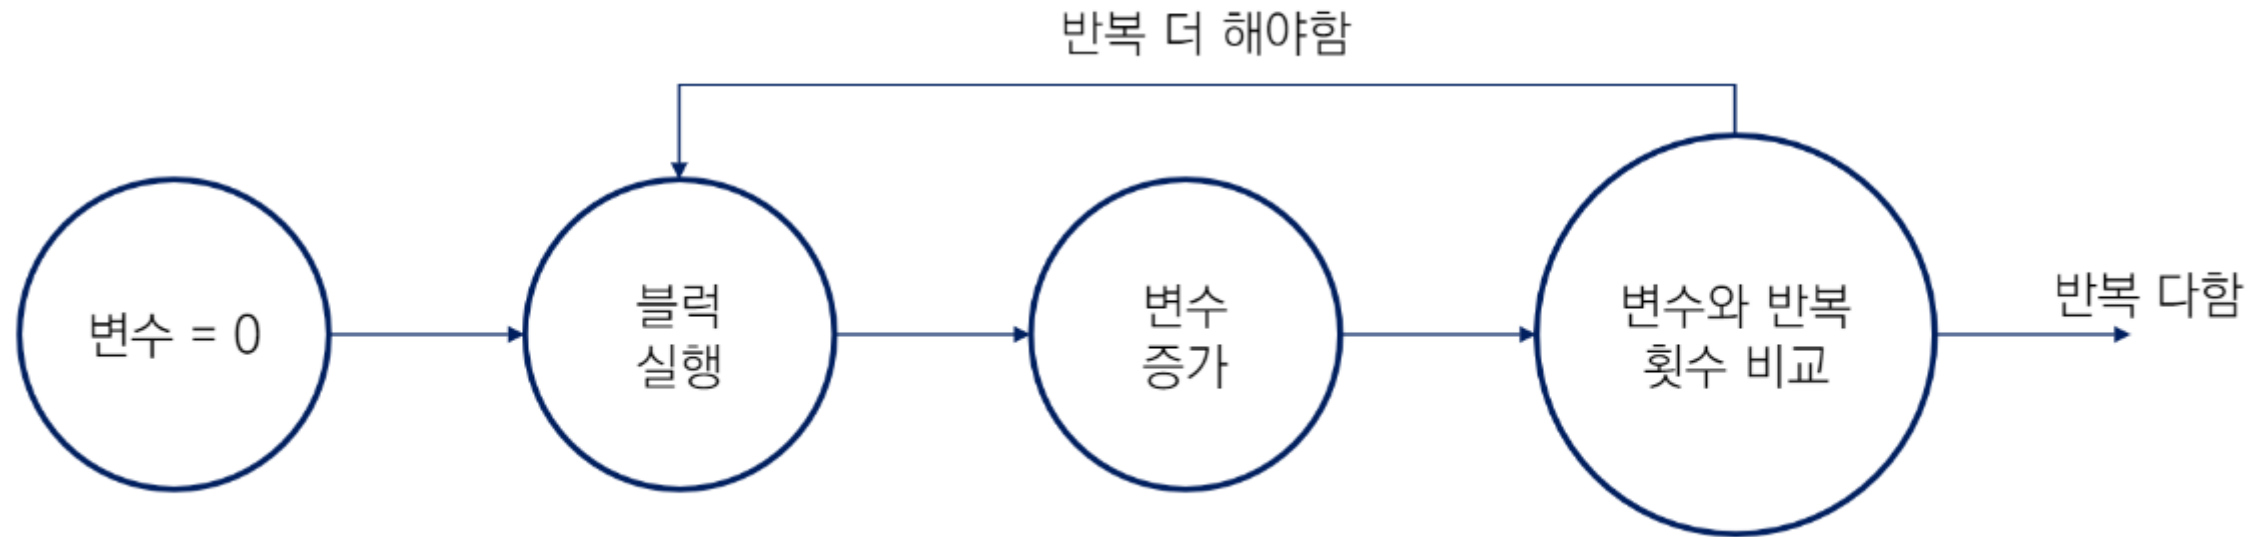 반복 더 해야함
변수 = 0
블럭
실행
변수
증가
변수와 반복
횟수 비교
반복 다함